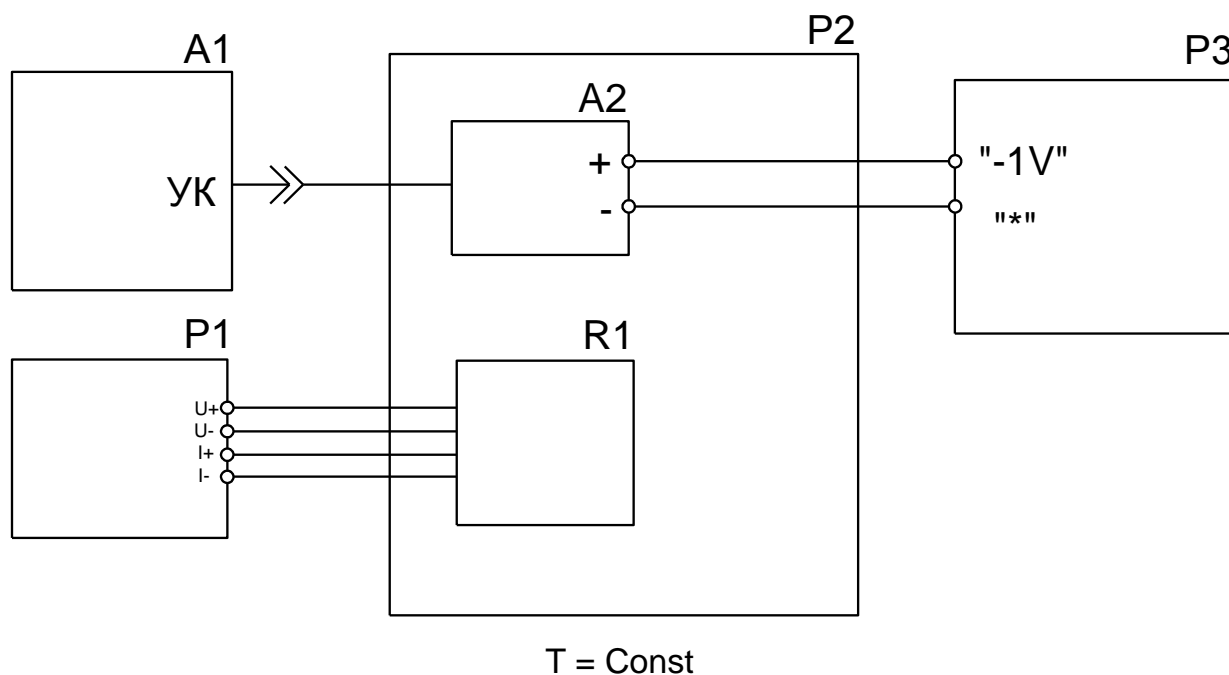 P2
A1
P3
A2
+
"-1V"
УК
-
"*"
P1
R1
U+
U-
I+
I-
T = Const